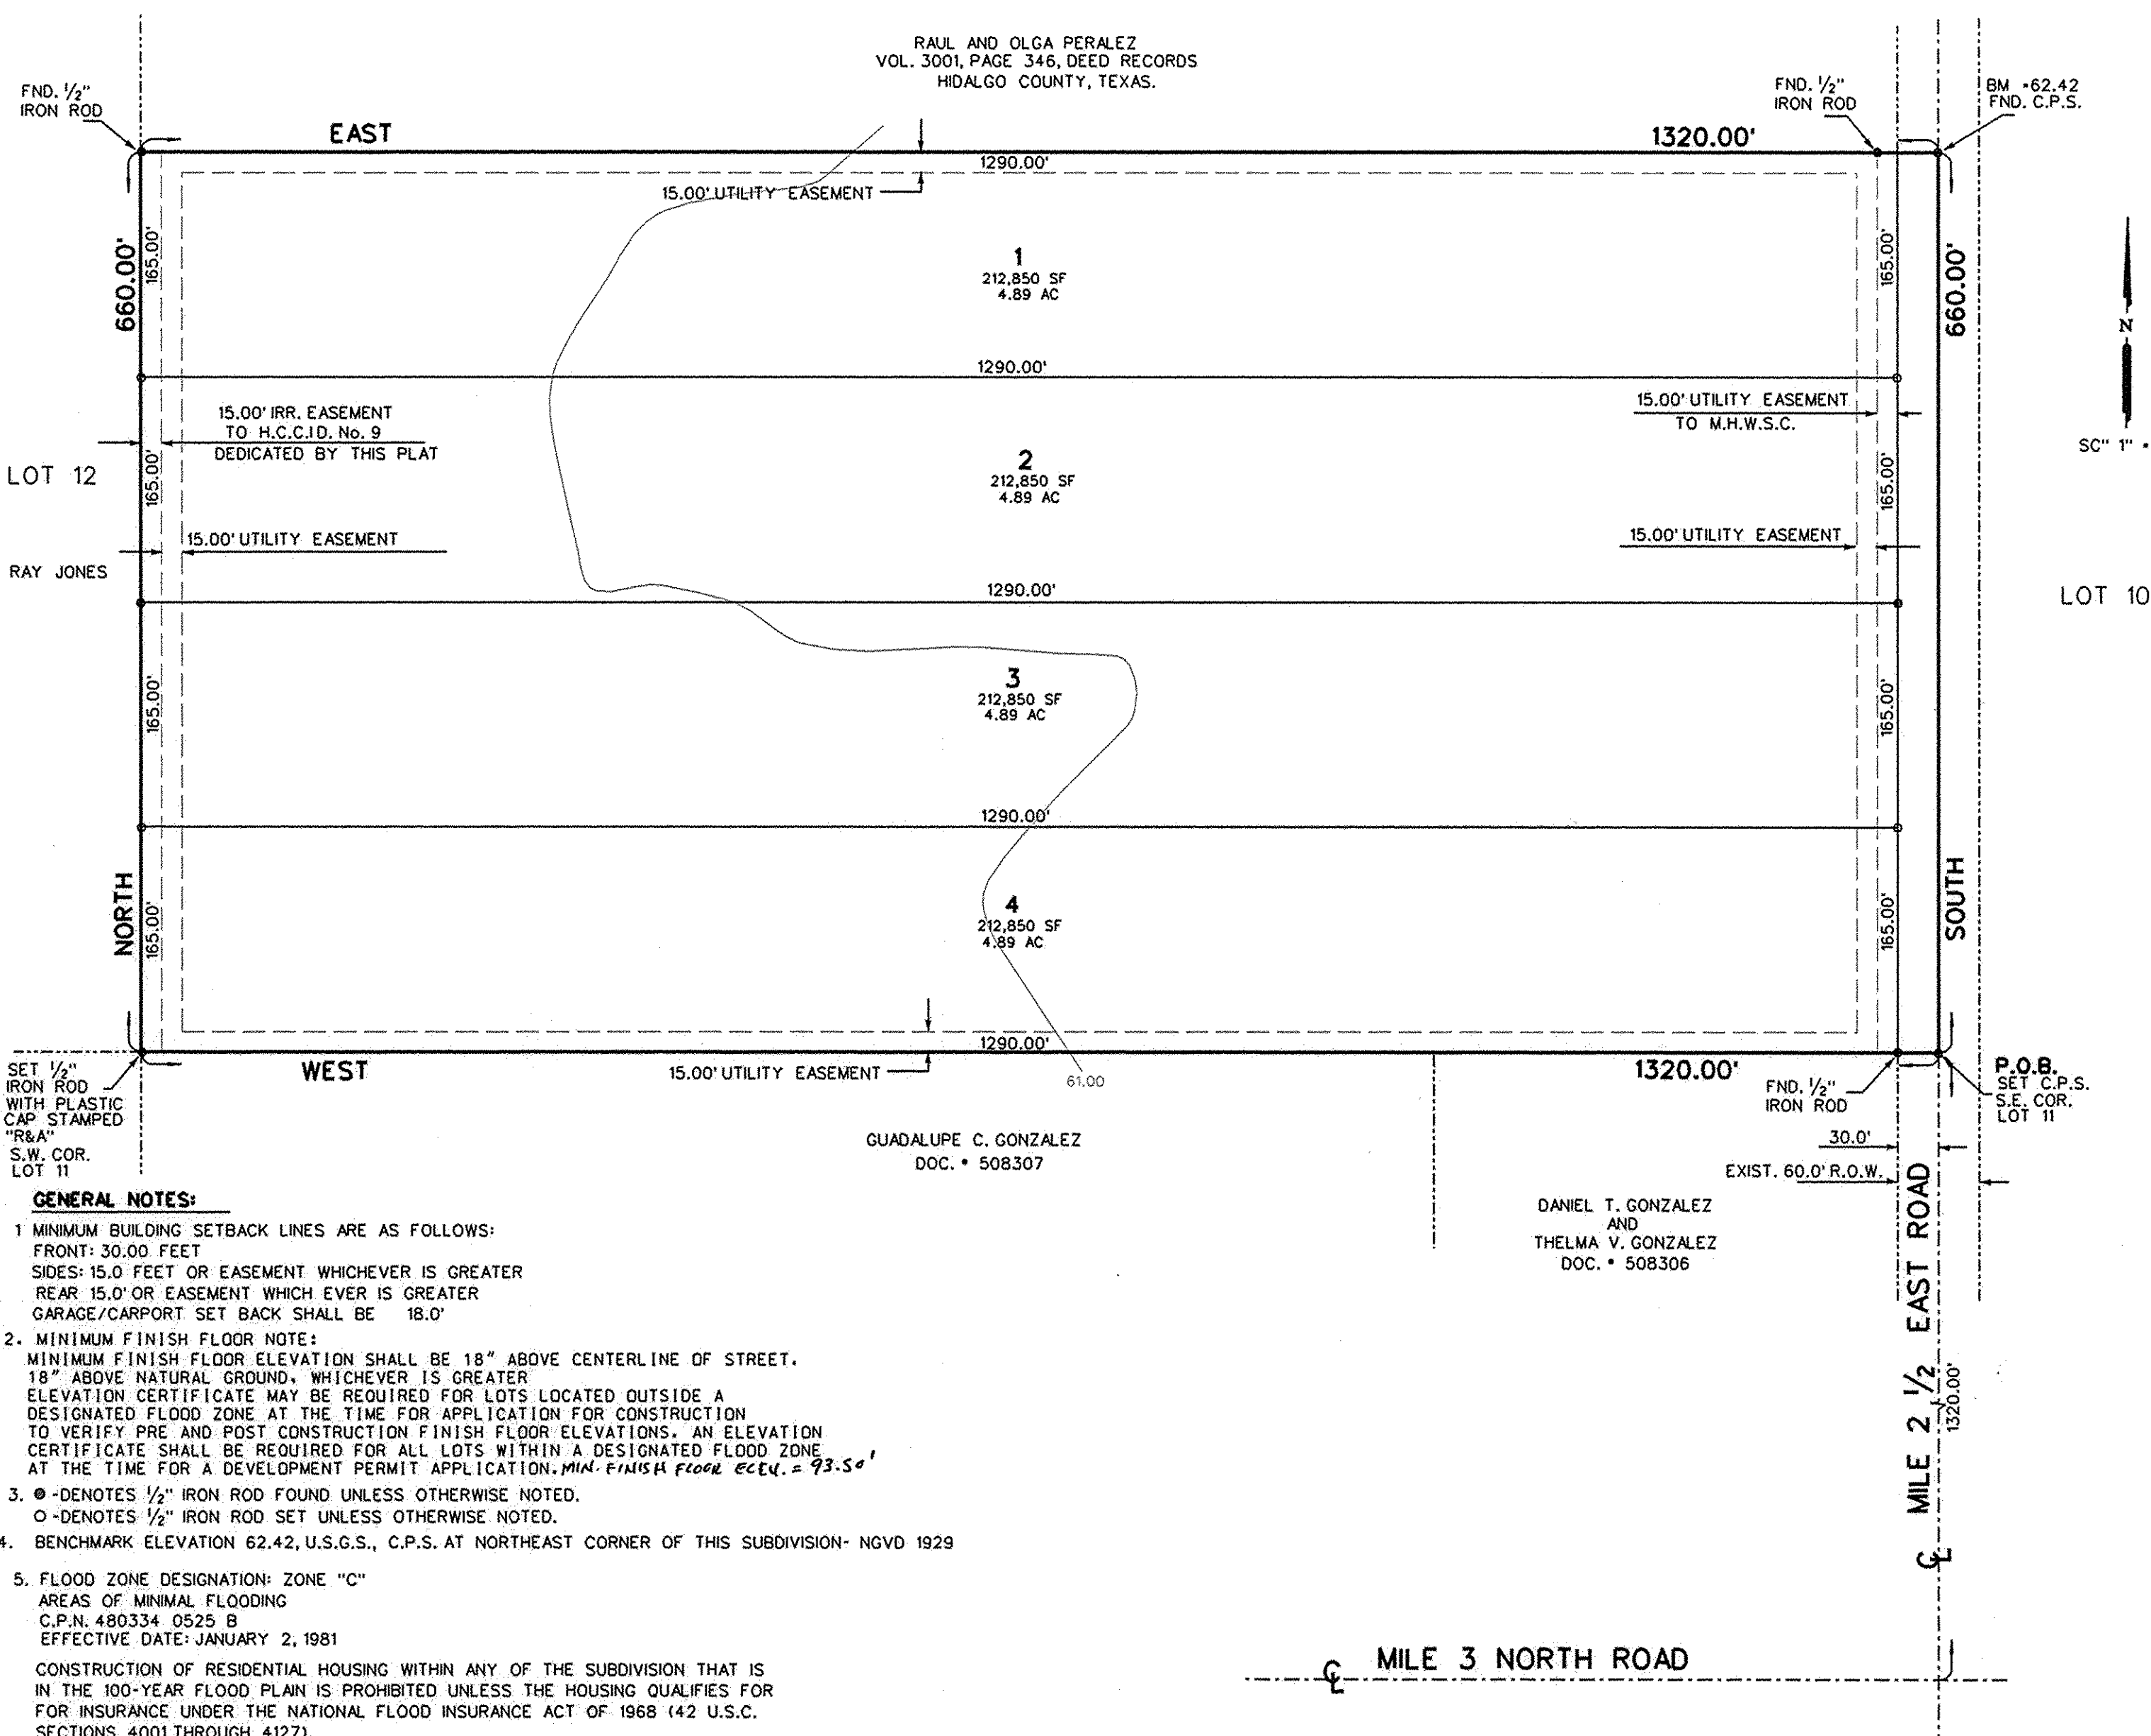 RAUL AND OLGA PERALEZ
VOL. 3001, PAGE 346, DEED RECORDS
HIDALGO COUNTY, TEXAS.
FND. 1/2"
IRON ROD
FND. 1/2"
IRON ROD
BM •62.42
FND. C.P.S.
EAST
1320.00'
1290.00'
15.00' UTILITY EASEMENT
660.00'
165.00'
1
212,850 SF
4.89 AC
165.00'
660.00'
N
SC" 1" •
1290.00'
15.00' IRR. EASEMENT
TO H.C.C.I.D. No. 9
DEDICATED BY THIS PLAT
15.00' UTILITY EASEMENT
TO M.H.W.S.C.
LOT 12
165.00'
2
212,850 SF
4.89 AC
165.00'
15.00' UTILITY EASEMENT
15.00' UTILITY EASEMENT
RAY JONES
LOT 10
1290.00'
165.00'
3
212,850 SF
4.89 AC
165.00'
1290.00'
NORTH
165.00'
4
212,850 SF
4.89 AC
165.00'
SOUTH
1290.00'
WEST
15.00' UTILITY EASEMENT
61.00
1320.00'
SET 1/2"
IRON ROD
WITH PLASTIC
CAP STAMPED
"R&A"
S.W. COR.
LOT 11
FND. 1/2"
IRON ROD
P.O.B.
SET C.P.S.
S.E. COR.
LOT 11
30.0'
EXIST. 60.0' R.O.W.
GUADALUPE C. GONZALEZ
DOC. • 508307
DANIEL T. GONZALEZ
AND
THELMA V. GONZALEZ
DOC. • 508306
MILE 2 1/2 EAST ROAD
1320.00'
CL
CL MILE 3 NORTH ROAD
GENERAL NOTES:
1 MINIMUM BUILDING SETBACK LINES ARE AS FOLLOWS:
FRONT: 30.00 FEET
SIDES: 15.0 FEET OR EASEMENT WHICHEVER IS GREATER
REAR 15.0' OR EASEMENT WHICH EVER IS GREATER
GARAGE/CARPORT SET BACK SHALL BE 18.0'
2. MINIMUM FINISH FLOOR NOTE:
MINIMUM FINISH FLOOR ELEVATION SHALL BE 18" ABOVE CENTERLINE OF STREET.
18" ABOVE NATURAL GROUND, WHICHEVER IS GREATER
ELEVATION CERTIFICATE MAY BE REQUIRED FOR LOTS LOCATED OUTSIDE A
DESIGNATED FLOOD ZONE AT THE TIME FOR APPLICATION FOR CONSTRUCTION
TO VERIFY PRE AND POST CONSTRUCTION FINISH FLOOR ELEVATIONS. AN ELEVATION
CERTIFICATE SHALL BE REQUIRED FOR ALL LOTS WITHIN A DESIGNATED FLOOD ZONE
AT THE TIME FOR A DEVELOPMENT PERMIT APPLICATION. MIN. FINISH FLOOR ELEV. = 93.50'
3. ● -DENOTES 1/2" IRON ROD FOUND UNLESS OTHERWISE NOTED.
O -DENOTES 1/2" IRON ROD SET UNLESS OTHERWISE NOTED.
4. BENCHMARK ELEVATION 62.42, U.S.G.S., C.P.S. AT NORTHEAST CORNER OF THIS SUBDIVISION- NGVD 1929
5. FLOOD ZONE DESIGNATION: ZONE "C"
AREAS OF MINIMAL FLOODING
C.P.N. 480334 0525 B
EFFECTIVE DATE: JANUARY 2, 1981
CONSTRUCTION OF RESIDENTIAL HOUSING WITHIN ANY OF THE SUBDIVISION THAT IS
IN THE 100-YEAR FLOOD PLAIN IS PROHIBITED UNLESS THE HOUSING QUALIFIES FOR
FOR INSURANCE UNDER THE NATIONAL FLOOD INSURANCE ACT OF 1968 (42 U.S.C.
SECTIONS 4001 THROUGH 4127).